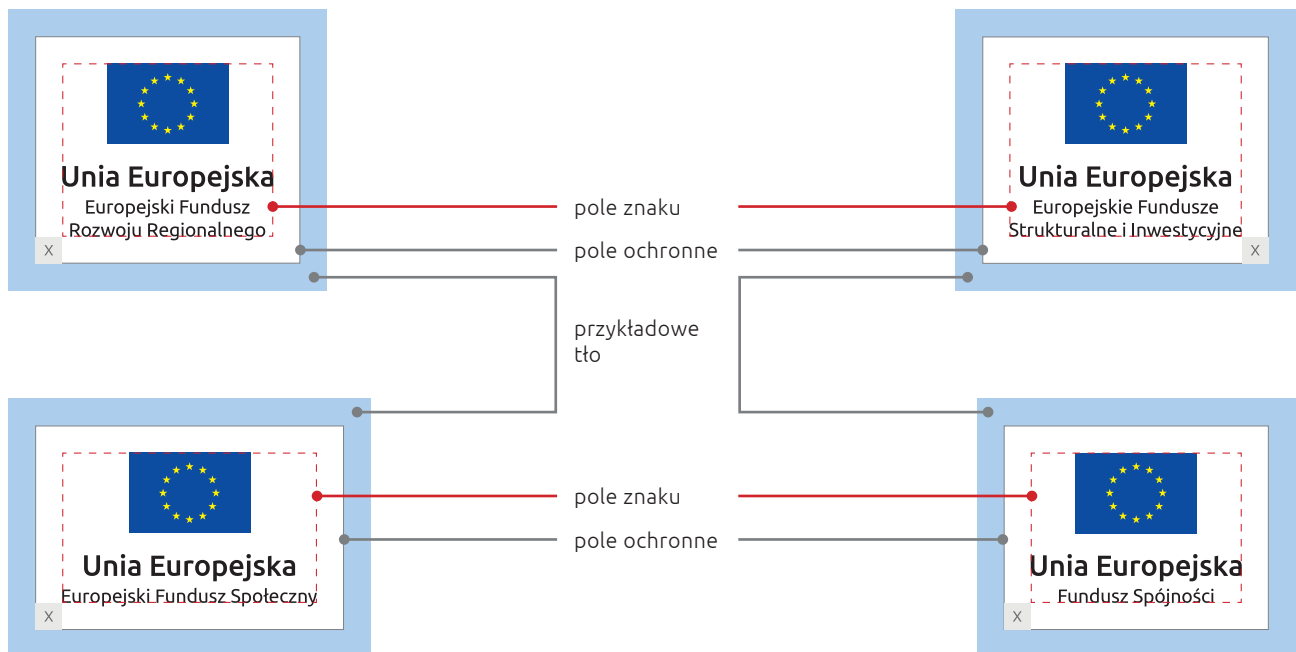 Unia Europejska
Europejski Fundusz
Rozwoju Regionalnego
X
pole znaku
pole ochronne
przykładowe
tło
Unia Europejska
Europejskie Fundusze
Strukturalne i Inwestycyjne
X
Unia Europejska
Europejski Fundusz Społeczny
X
pole znaku
pole ochronne
Unia Europejska
Fundusz Spójności
X